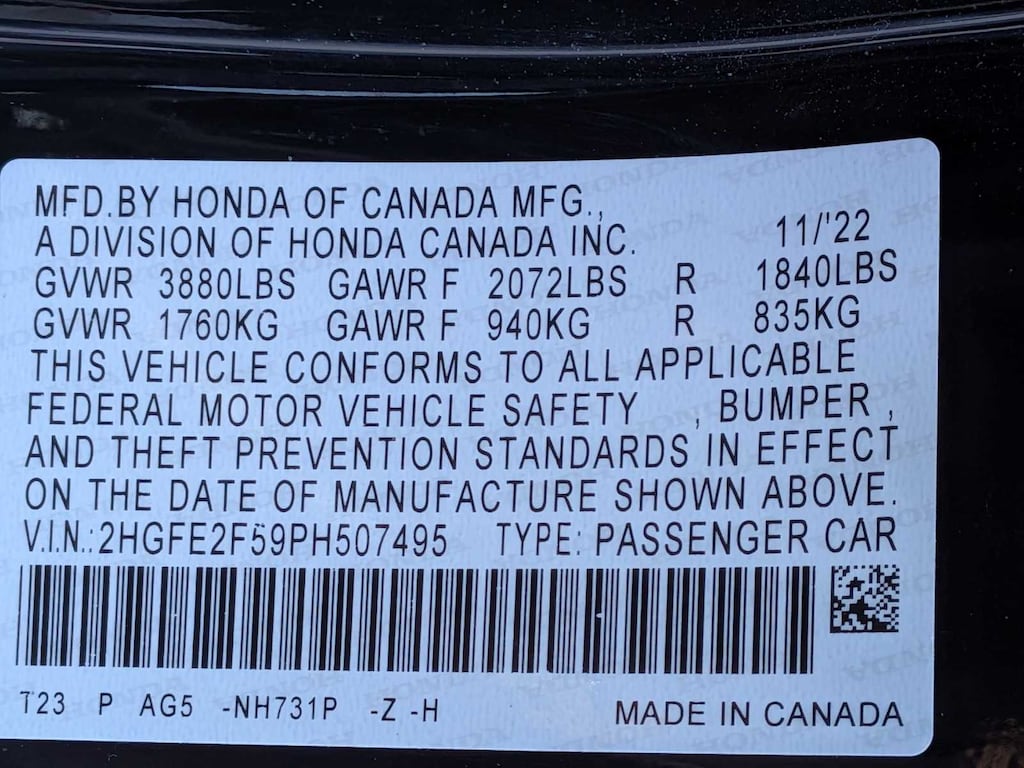 MFD.BY HONDA OF CANADA MFG.,
A DIVISION OF HONDA CANADA INC. 11/'22
GVWR 3880LBS GAWR F 2072LBS R 1840LBS
GVWR 1760KG GAWR F 940KG R 835KG
THIS VEHICLE CONFORMS TO ALL APPLICABLE
FEDERAL MOTOR VEHICLE SAFETY , BUMPER ,
AND THEFT PREVENTION STANDARDS IN EFFECT
ON THE DATE OF MANUFACTURE SHOWN ABOVE.
V.I.N.:2HGFE2F59PH507495 TYPE: PASSENGER CAR
T23 P AG5 -NH731P -Z -H MADE IN CANADA